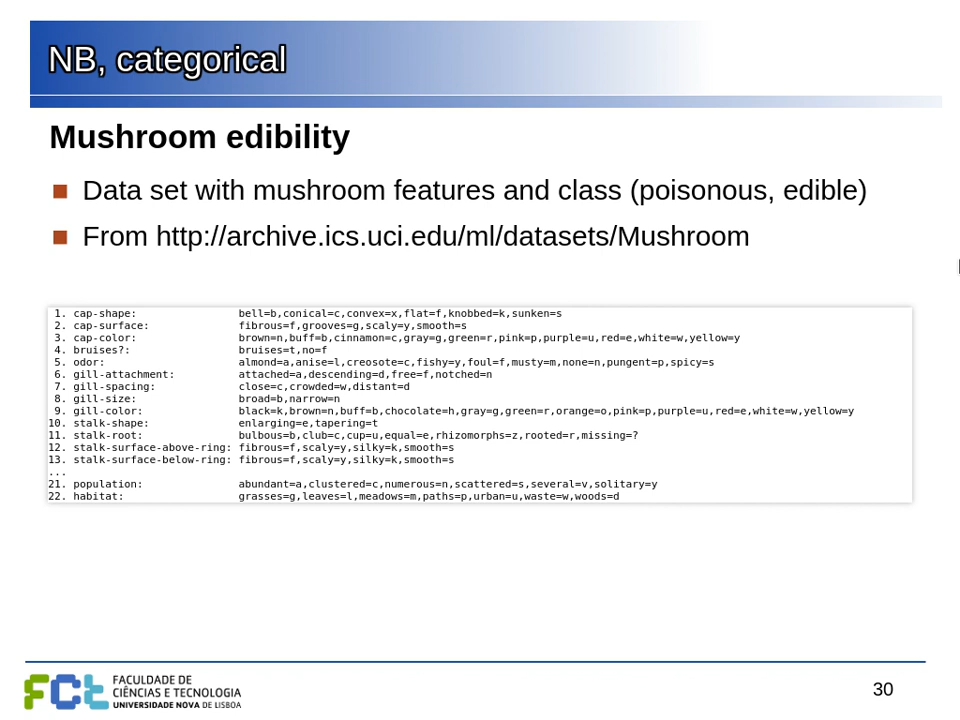 NB, categorical
Mushroom edibility
Data set with mushroom features and class (poisonous, edible)
From http://archive.ics.uci.edu/ml/datasets/Mushroom
1. cap-shape: bell=b,conical=c,convex=x,flat=f,knobbed=k,sunken=s
2. cap-surface: fibrous=f,grooves=g,scaly=y,smooth=s
3. cap-color: brown=n,buff=b,cinnamon=c,gray=g,green=r,pink=p,purple=u,red=e,white=w,yellow=y
4. bruises?: bruises=t,no=f
5. odor: almond=a,anise=l,creosote=c,fishy=y,foul=f,musty=m,none=n,pungent=p,spicy=s
6. gill-attachment: attached=a,descending=d,free=f,notched=n
7. gill-spacing: close=c,crowded=w,distant=d
8. gill-size: broad=b,narrow=n
9. gill-color: black=k,brown=n,buff=b,chocolate=h,gray=g,green=r,orange=o,pink=p,purple=u,red=e,white=w,yellow=y
10. stalk-shape: enlarging=e,tapering=t
11. stalk-root: bulbous=b,club=c,cup=u,equal=e,rhizomorphs=z,rooted=r,missing=?
12. stalk-surface-above-ring: fibrous=f,scaly=y,silky=k,smooth=s
13. stalk-surface-below-ring: fibrous=f,scaly=y,silky=k,smooth=s
...
21. population: abundant=a,clustered=c,numerous=n,scattered=s,several=v,solitary=y
22. habitat: grasses=g,leaves=l,meadows=m,paths=p,urban=u,waste=w,woods=d
FCt
FACULDADE DE
CIÊNCIAS E TECNOLOGIA
UNIVERSIDADE NOVA DE LISBOA
30